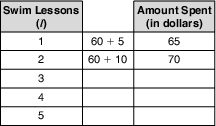 Swim Lessons Amount Spent
(l) (in dollars)
1 60 + 5 65
2 60 + 10 70
3
4
5